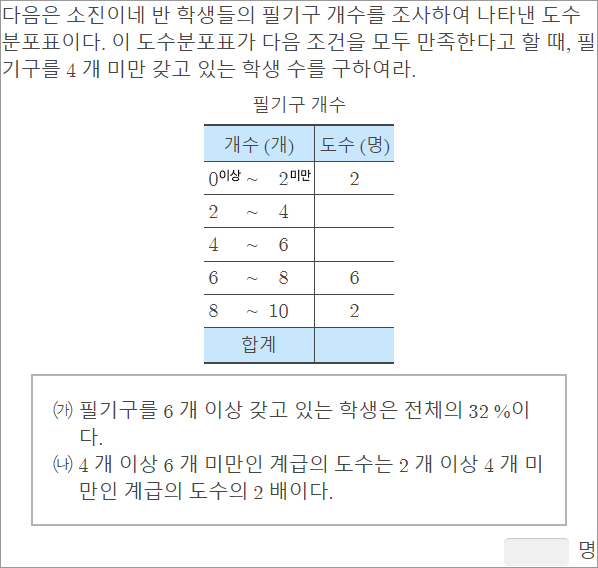 다음은 소진이네 반 학생들의 필기구 개수를 조사하여 나타낸 도수
분포표이다. 이 도수분포표가 다음 조건을 모두 만족한다고 할 때, 필
기구를 4 개 미만 갖고 있는 학생 수를 구하여라.
필기구 개수
개수 (개) 도수 (명)
0이상 ~ 2미만 2
2 ~ 4
4 ~ 6
6 ~ 8 6
8 ~ 10 2
합계
㈎ 필기구를 6 개 이상 갖고 있는 학생은 전체의 32 %이
다.
㈏ 4 개 이상 6 개 미만인 계급의 도수는 2 개 이상 4 개 미
만인 계급의 도수의 2 배이다.
명